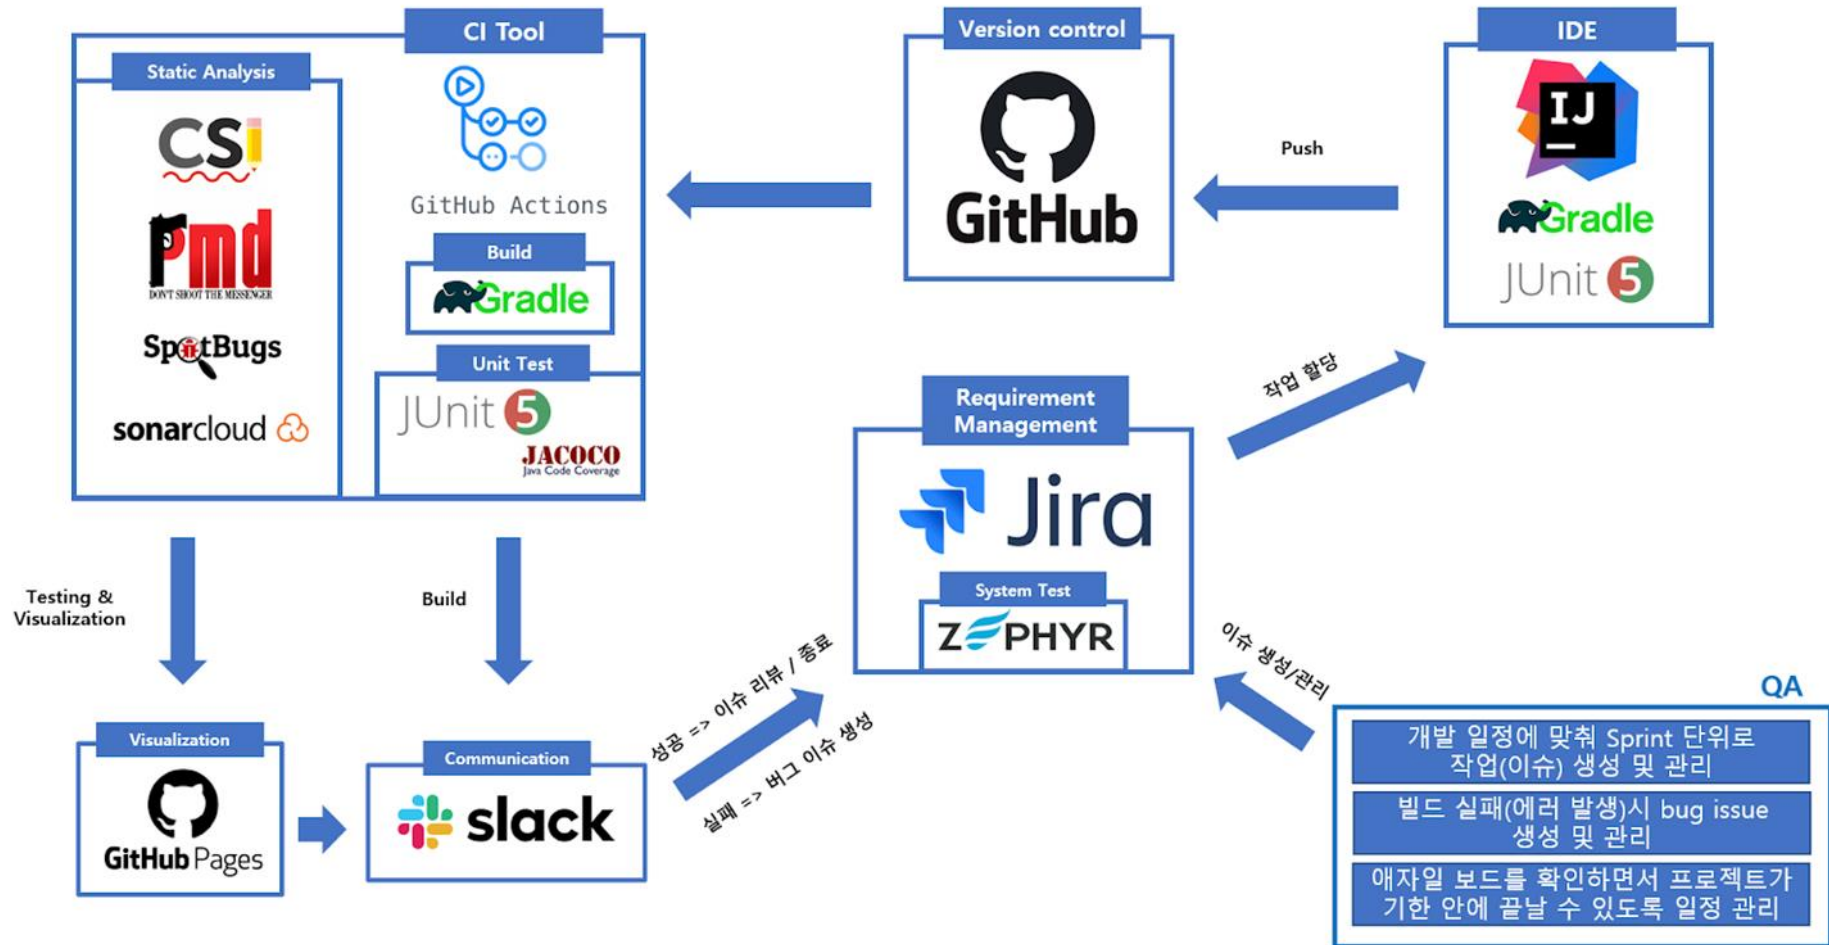 CI Tool
Static Analysis
CSi
Pmd
DON'T SHOOT THE MESSENGER
SpotBugs
sonarcloud
GitHub Actions
Build
Gradle
Unit Test
JUnit 5
JACOCO
Java Code Coverage
Version control
GitHub
Push
IDE
IJ
Gradle
JUnit 5
작업 할당
Requirement
Management
Jira
System Test
ZEPHYR
Testing &
Visualization
Build
Visualization
GitHub Pages
Communication
slack
성공 => 이슈 리뷰 / 종료
실패 => 버그 이슈 생성
이슈 생성/관리
QA
개발 일정에 맞춰 Sprint 단위로
작업(이슈) 생성 및 관리
빌드 실패(에러 발생)시 bug issue
생성 및 관리
애자일 보드를 확인하면서 프로젝트가
기한 안에 끝날 수 있도록 일정 관리